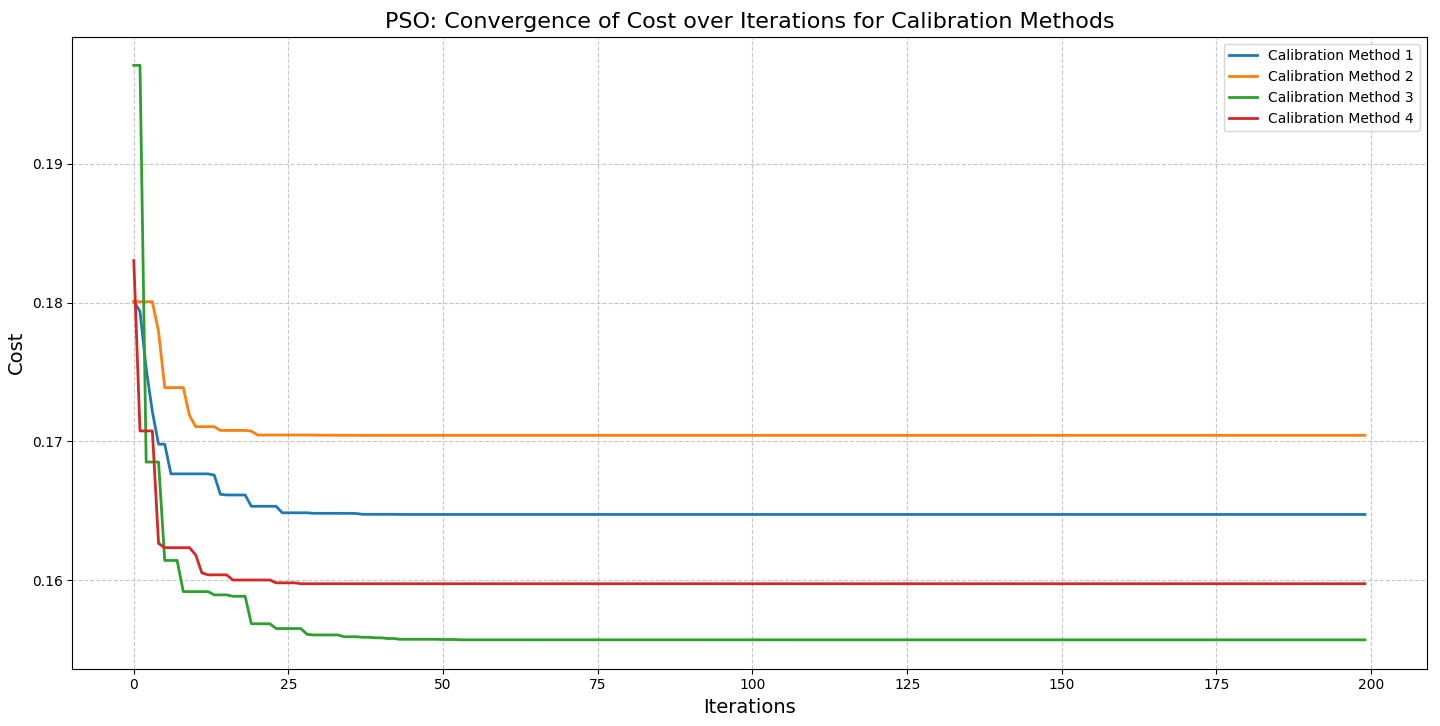 PSO: Convergence of Cost over Iterations for Calibration Methods
Calibration Method 1
Calibration Method 2
Calibration Method 3
Calibration Method 4
0.19
0.18
0.17
0.16
Cost
0
25
50
75
100
125
150
175
200
Iterations